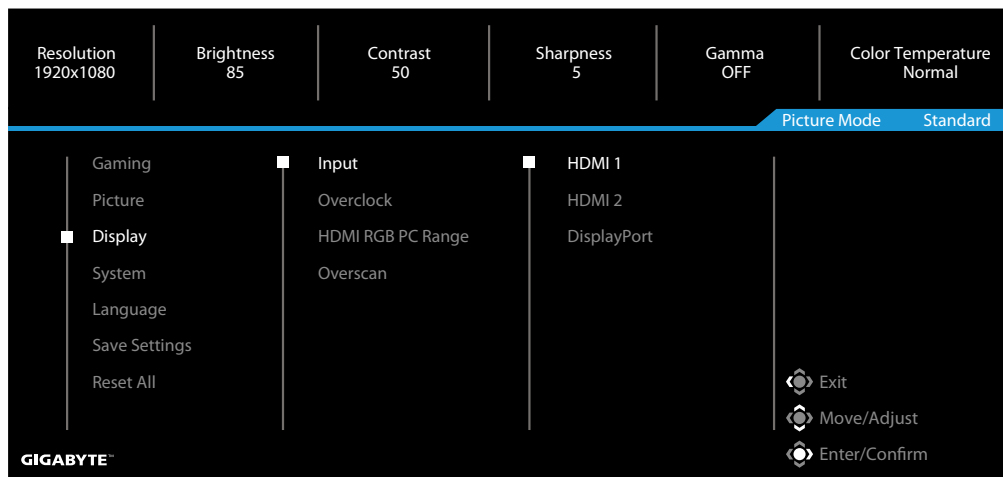 Resolution
1920x1080
Brightness
85
Contrast
50
Sharpness
5
Gamma
OFF
Color Temperature
Normal
Picture Mode Standard
Gaming
Picture
Display
System
Language
Save Settings
Reset All
Input
Overclock
HDMI RGB PC Range
Overscan
HDMI 1
HDMI 2
DisplayPort
Exit
Move/Adjust
Enter/Confirm
GIGABYTE™